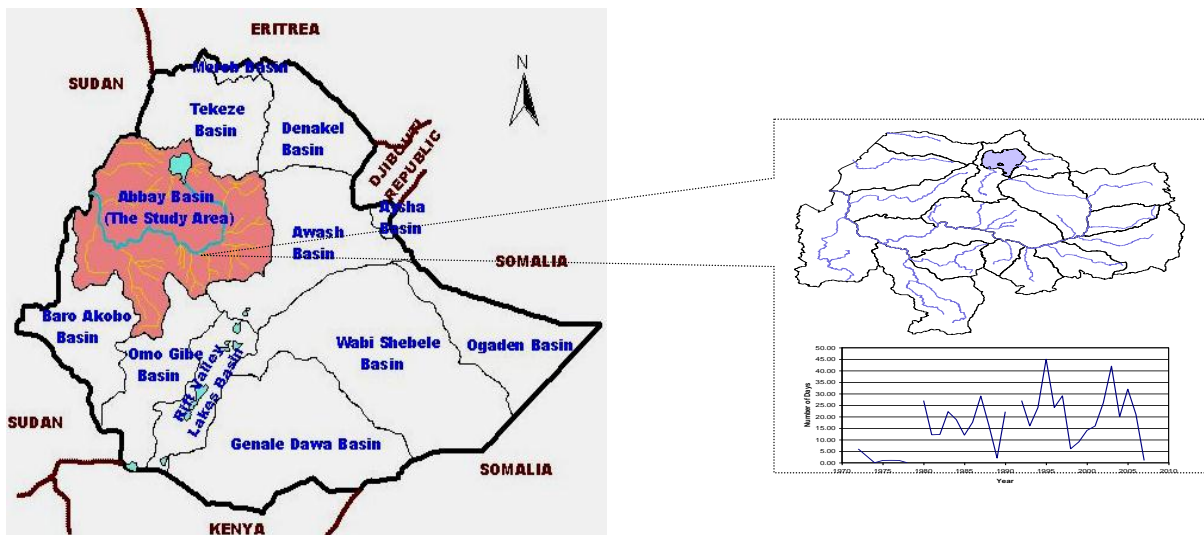 ERITREA
N
SUDAN
Mereb Basin
Tekeze
Basin
Denakel
Basin
DJIBOUTI
REPUBLIC
Abbay Basin
(The Study Area)
Aysha
Basin
Awash
Basin
SOMALIA
Baro Akobo
Basin
Omo Gibe
Basin
Rift Valley
Lakes Basin
Wabi Shebele
Basin
Ogaden Basin
SUDAN
Genale Dawa Basin
SOMALIA
KENYA
50.00
45.00
40.00
35.00
30.00
25.00
20.00
15.00
10.00
5.00
0.00
Number of Days
1970 1975 1980 1985 1990 1995 2000 2005 2010
Year